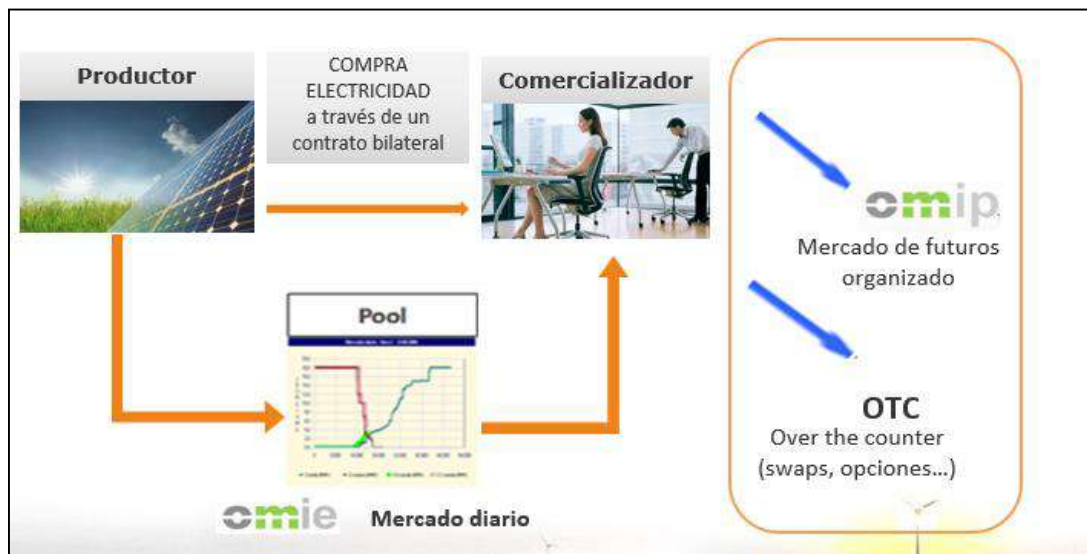 Productor
COMPRA
ELECTRICIDAD
a través de un
contrato bilateral
Comercializador
omip
Mercado de futuros
organizado
Pool
OTC
Over the counter
(swaps, opciones...)
omie
Mercado diario